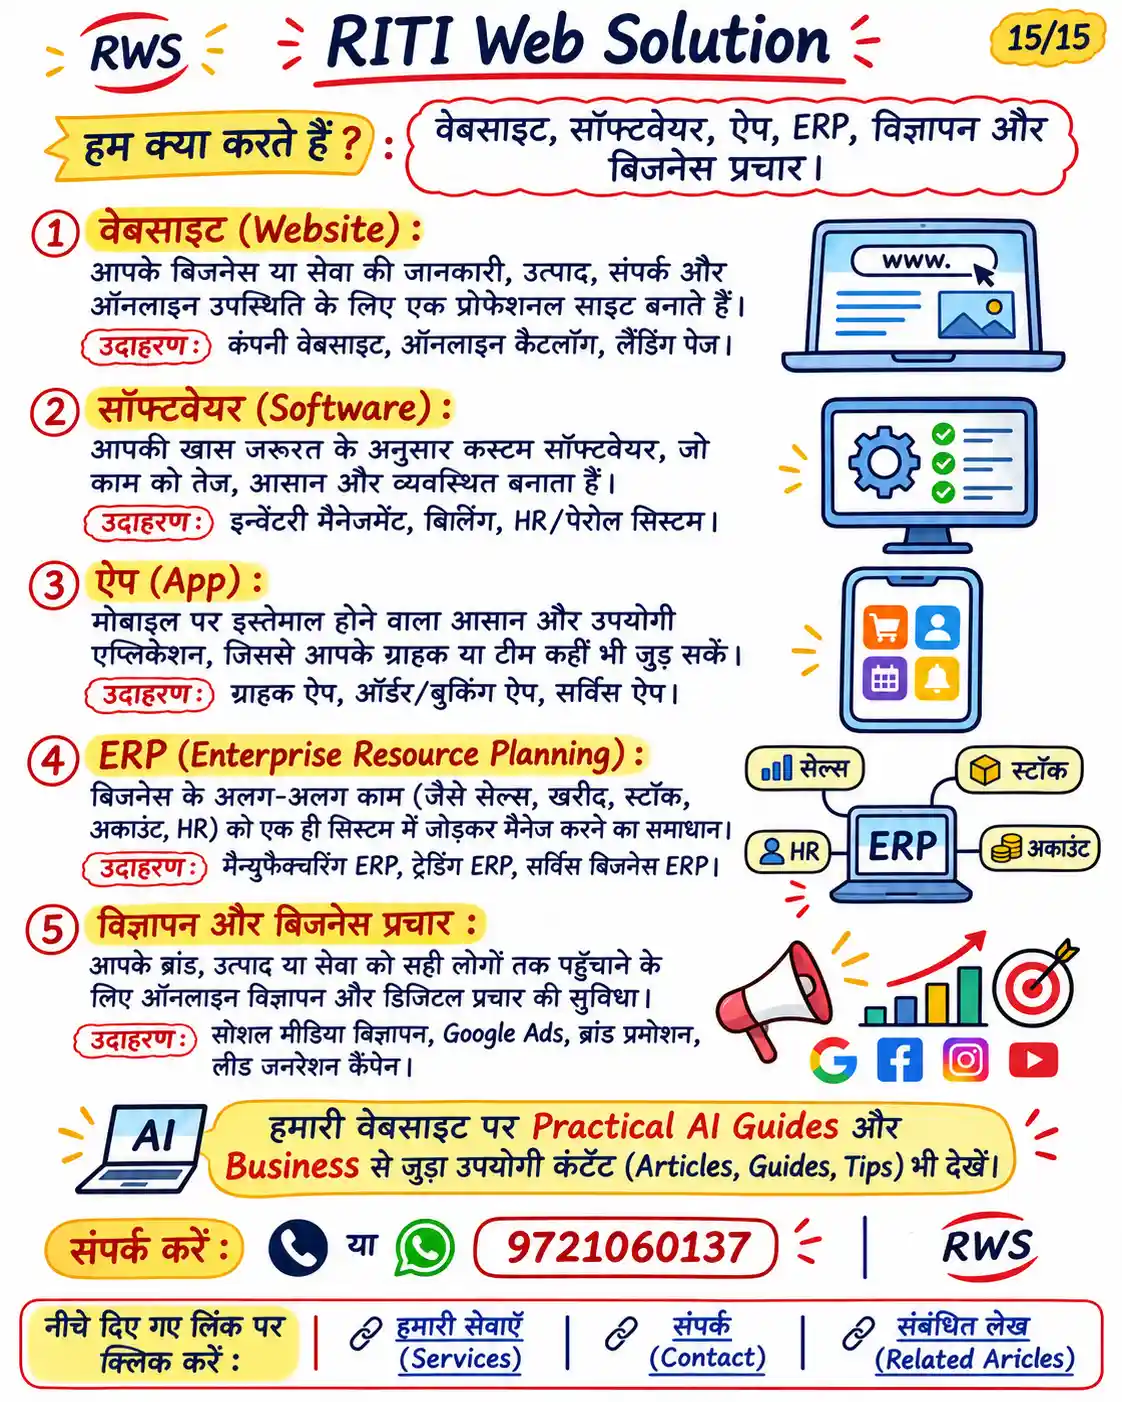 RWS
RITI Web Solution
15/15
हम क्या करते हैं ? :
वेबसाइट, सॉफ्टवेयर, ऐप, ERP, विज्ञापन और
बिजनेस प्रचार।
1 वेबसाइट (Website) :
आपके बिजनेस या सेवा की जानकारी, उत्पाद, संपर्क और
ऑनलाइन उपस्थिति के लिए एक प्रोफेशनल साइट बनाते हैं।
उदाहरण : कंपनी वेबसाइट, ऑनलाइन कैटलॉग, लैंडिंग पेज।
www.
2 सॉफ्टवेयर (Software) :
आपकी खास जरूरत के अनुसार कस्टम सॉफ्टवेयर, जो
काम को तेज, आसान और व्यवस्थित बनाता हैं।
उदाहरण : इन्वेंटरी मैनेजमेंट, बिलिंग, HR/पेरोल सिस्टम।
3 ऐप (App) :
मोबाइल पर इस्तेमाल होने वाला आसान और उपयोगी
एप्लिकेशन, जिससे आपके ग्राहक या टीम कहीं भी जुड़ सकें।
उदाहरण : ग्राहक ऐप, ऑर्डर/बुकिंग ऐप, सर्विस ऐप।
4 ERP (Enterprise Resource Planning) :
बिजनेस के अलग-अलग काम (जैसे सेल्स, खरीद, स्टॉक,
अकाउंट, HR) को एक ही सिस्टम में जोड़कर मैनेज करने का समाधान।
उदाहरण : मैन्युफैक्चरिंग ERP, ट्रेडिंग ERP, सर्विस बिजनेस ERP।
सेल्स
स्टॉक
HR
ERP
अकाउंट
5 विज्ञापन और बिजनेस प्रचार :
आपके ब्रांड, उत्पाद या सेवा को सही लोगों तक पहुँचाने के
लिए ऑनलाइन विज्ञापन और डिजिटल प्रचार की सुविधा।
उदाहरण : सोशल मीडिया विज्ञापन, Google Ads, ब्रांड प्रमोशन,
लीड जनरेशन कैंपेन।
AI
हमारी वेबसाइट पर Practical AI Guides और
Business से जुड़ा उपयोगी कंटेंट (Articles, Guides, Tips) भी देखें।
संपर्क करें :
या
9721060137
RWS
नीचे दिए गए लिंक पर
क्लिक करें :
हमारी सेवाएँ
(Services)
संपर्क
(Contact)
संबंधित लेख
(Related Aricles)